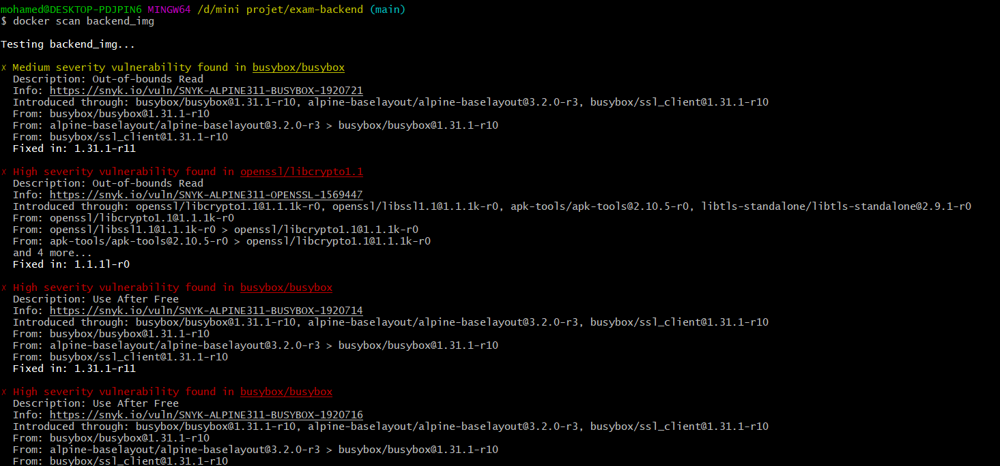 mohamed@DESKTOP-PDJPIN6 MINGW64 /d/mini projet/exam-backend (main)
$ docker scan backend_img
Testing backend_img...
✗ Medium severity vulnerability found in busybox/busybox
Description: Out-of-bounds Read
Info: https://snyk.io/vuln/SNYK-ALPINE311-BUSYBOX-1920721
Introduced through: busybox/busybox@1.31.1-r10, alpine-baselayout/alpine-baselayout@3.2.0-r3, busybox/ssl_client@1.31.1-r10
From: busybox/busybox@1.31.1-r10
From: alpine-baselayout/alpine-baselayout@3.2.0-r3 > busybox/busybox@1.31.1-r10
From: busybox/ssl_client@1.31.1-r10
Fixed in: 1.31.1-r11
✗ High severity vulnerability found in openssl/libcrypto1.1
Description: Out-of-bounds Read
Info: https://snyk.io/vuln/SNYK-ALPINE311-OPENSSL-1569447
Introduced through: openssl/libcrypto1.1@1.1.1k-r0, openssl/libssl1.1@1.1.1k-r0, apk-tools/apk-tools@2.10.5-r0, libtls-standalone/libtls-standalone@2.9.1-r0
From: openssl/libcrypto1.1@1.1.1k-r0
From: openssl/libssl1.1@1.1.1k-r0 > openssl/libcrypto1.1@1.1.1k-r0
From: apk-tools/apk-tools@2.10.5-r0 > openssl/libcrypto1.1@1.1.1k-r0
and 4 more...
Fixed in: 1.1.1l-r0
✗ High severity vulnerability found in busybox/busybox
Description: Use After Free
Info: https://snyk.io/vuln/SNYK-ALPINE311-BUSYBOX-1920714
Introduced through: busybox/busybox@1.31.1-r10, alpine-baselayout/alpine-baselayout@3.2.0-r3, busybox/ssl_client@1.31.1-r10
From: busybox/busybox@1.31.1-r10
From: alpine-baselayout/alpine-baselayout@3.2.0-r3 > busybox/busybox@1.31.1-r10
From: busybox/ssl_client@1.31.1-r10
Fixed in: 1.31.1-r11
✗ High severity vulnerability found in busybox/busybox
Description: Use After Free
Info: https://snyk.io/vuln/SNYK-ALPINE311-BUSYBOX-1920716
Introduced through: busybox/busybox@1.31.1-r10, alpine-baselayout/alpine-baselayout@3.2.0-r3, busybox/ssl_client@1.31.1-r10
From: busybox/busybox@1.31.1-r10
From: alpine-baselayout/alpine-baselayout@3.2.0-r3 > busybox/busybox@1.31.1-r10
From: busybox/ssl_client@1.31.1-r10